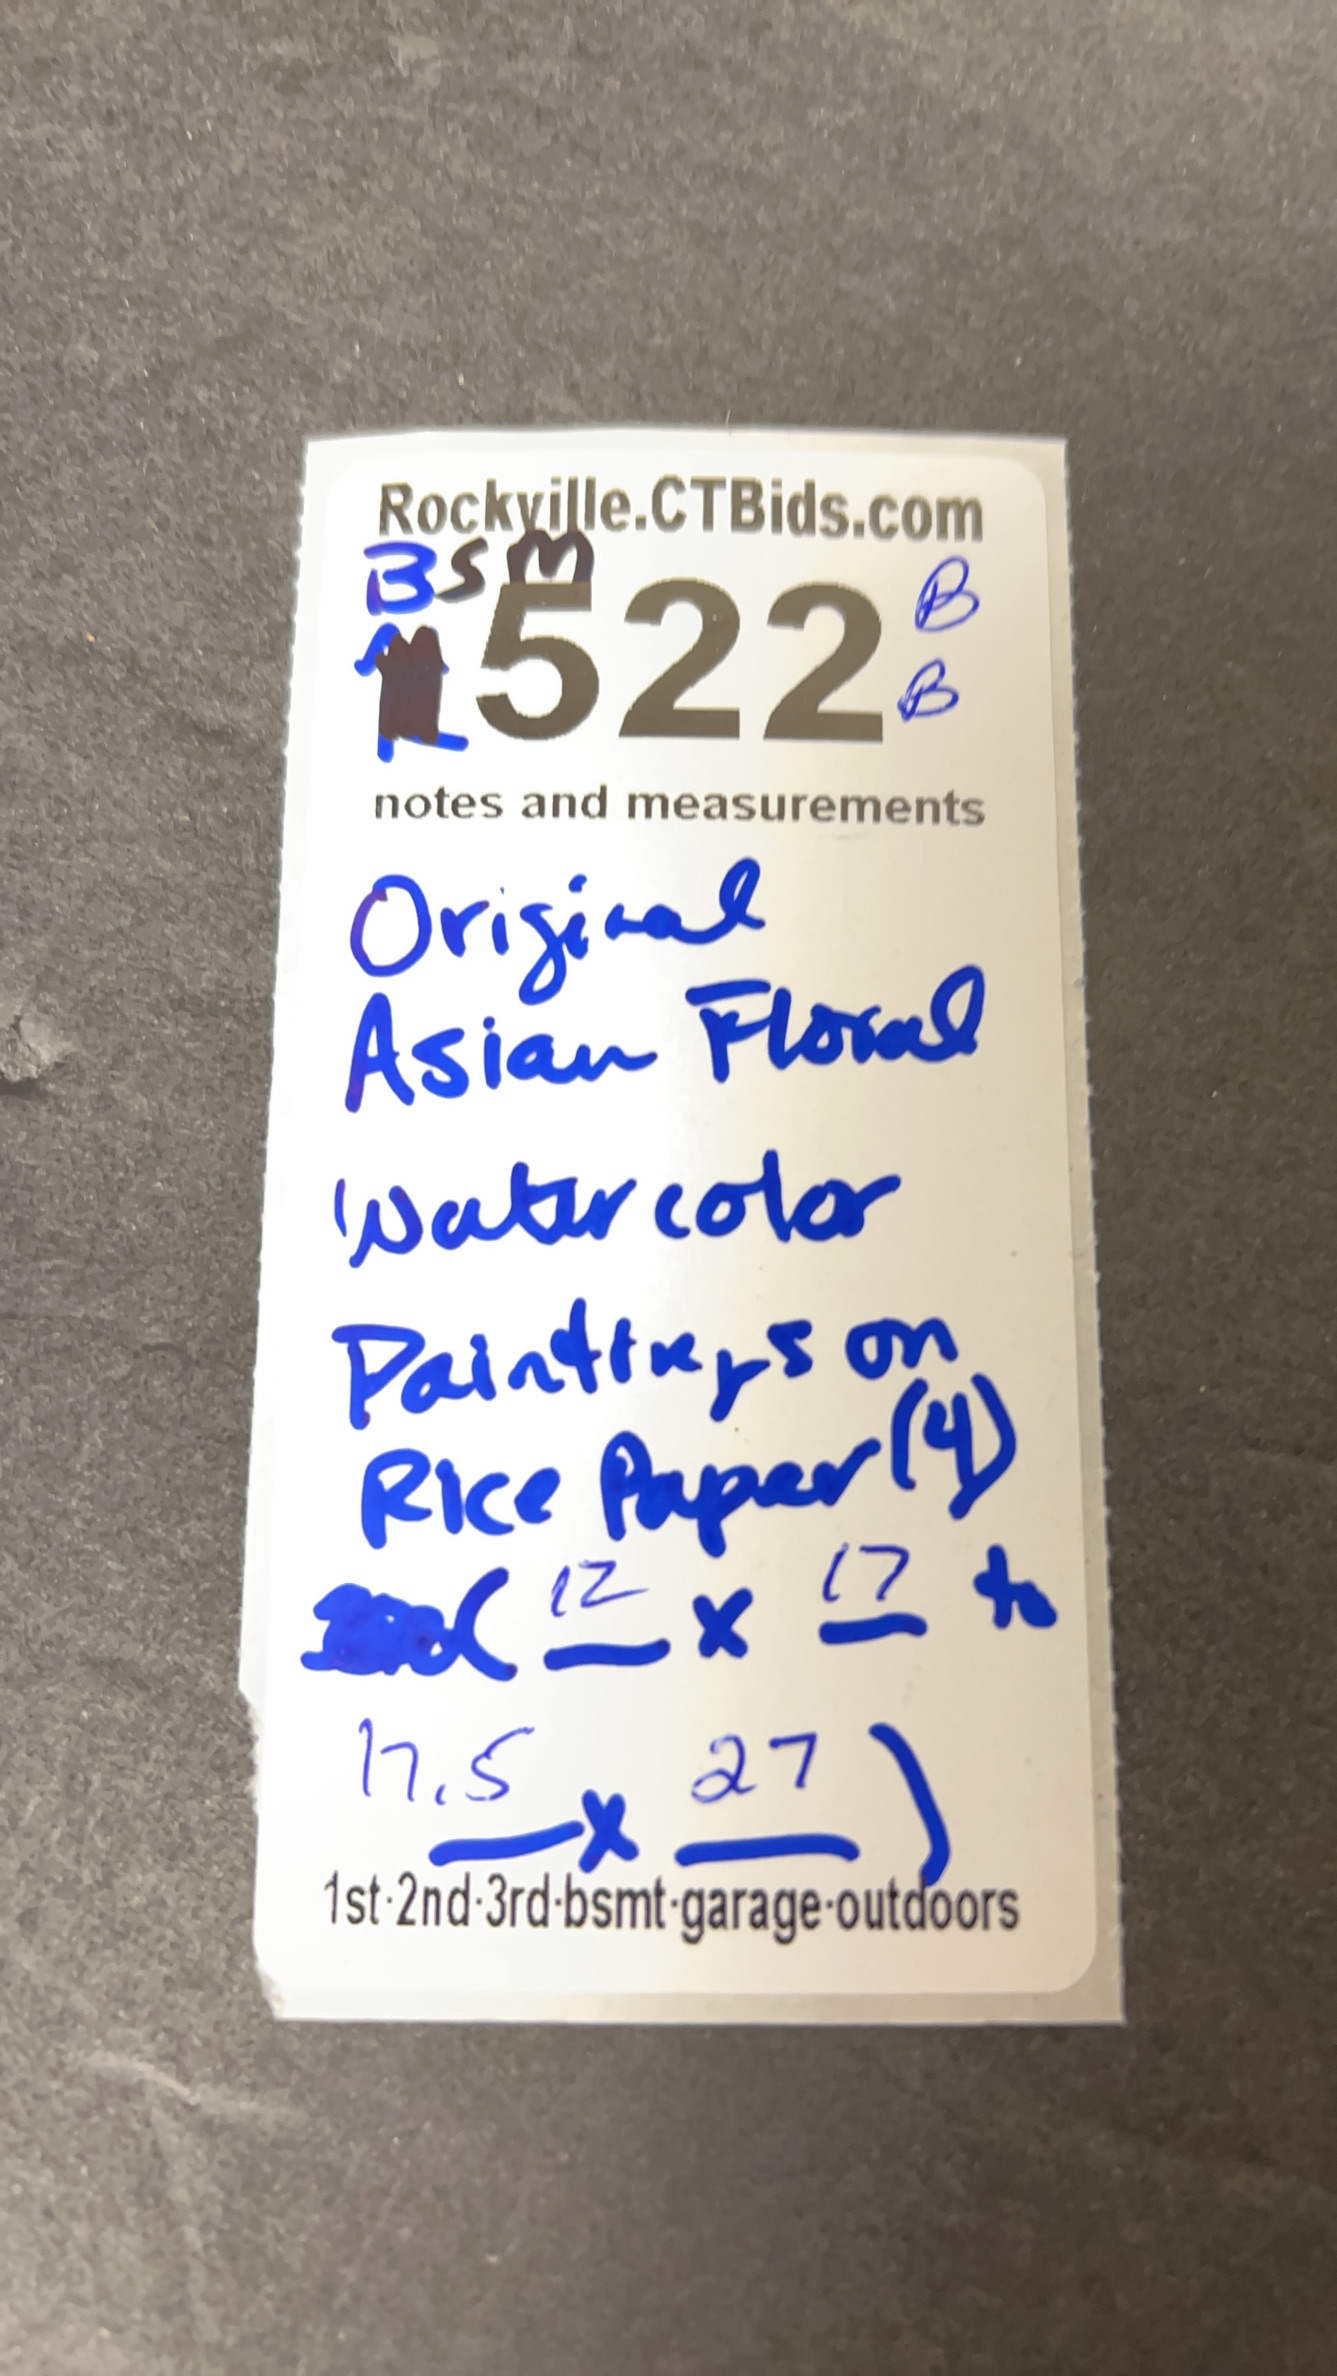 Rockville.CTBids.com
BSM
522 B
B
notes and measurements
Original
Asian Floral
Watercolor
Paintings on
Rice Paper (4)
( 12 x 17 to
17.5 x 27 )
1st·2nd·3rd·bsmt·garage·outdoors